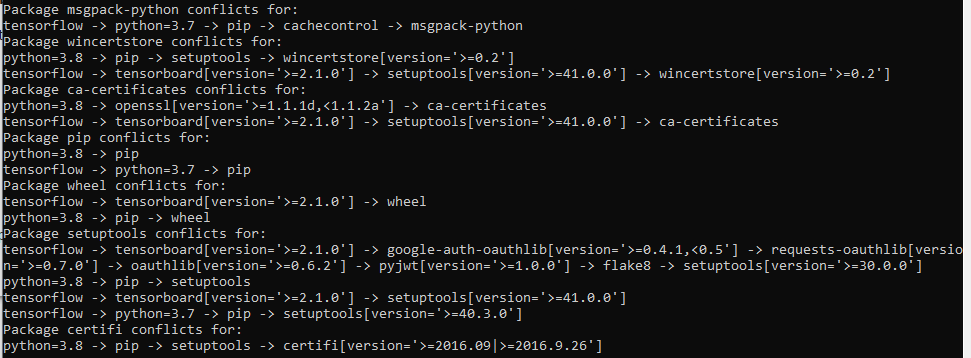 Package msgpack-python conflicts for:
tensorflow -> python=3.7 -> pip -> cachecontrol -> msgpack-python
Package wincertstore conflicts for:
python=3.8 -> pip -> setuptools -> wincertstore[version='>=0.2']
tensorflow -> tensorboard[version='>=2.1.0'] -> setuptools[version='>=41.0.0'] -> wincertstore[version='>=0.2']
Package ca-certificates conflicts for:
python=3.8 -> openssl[version='>=1.1.1d,<1.1.2a'] -> ca-certificates
tensorflow -> tensorboard[version='>=2.1.0'] -> setuptools[version='>=41.0.0'] -> ca-certificates
Package pip conflicts for:
python=3.8 -> pip
tensorflow -> python=3.7 -> pip
Package wheel conflicts for:
tensorflow -> tensorboard[version='>=2.1.0'] -> wheel
python=3.8 -> pip -> wheel
Package setuptools conflicts for:
tensorflow -> tensorboard[version='>=2.1.0'] -> google-auth-oauthlib[version='>=0.4.1,<0.5'] -> requests-oauthlib[versio
n='>=0.7.0'] -> oauthlib[version='>=0.6.2'] -> pyjwt[version='>=1.0.0'] -> flake8 -> setuptools[version='>=30.0.0']
python=3.8 -> pip -> setuptools
tensorflow -> tensorboard[version='>=2.1.0'] -> setuptools[version='>=41.0.0']
tensorflow -> python=3.7 -> pip -> setuptools[version='>=40.3.0']
Package certifi conflicts for:
python=3.8 -> pip -> setuptools -> certifi[version='>=2016.09|>=2016.9.26']